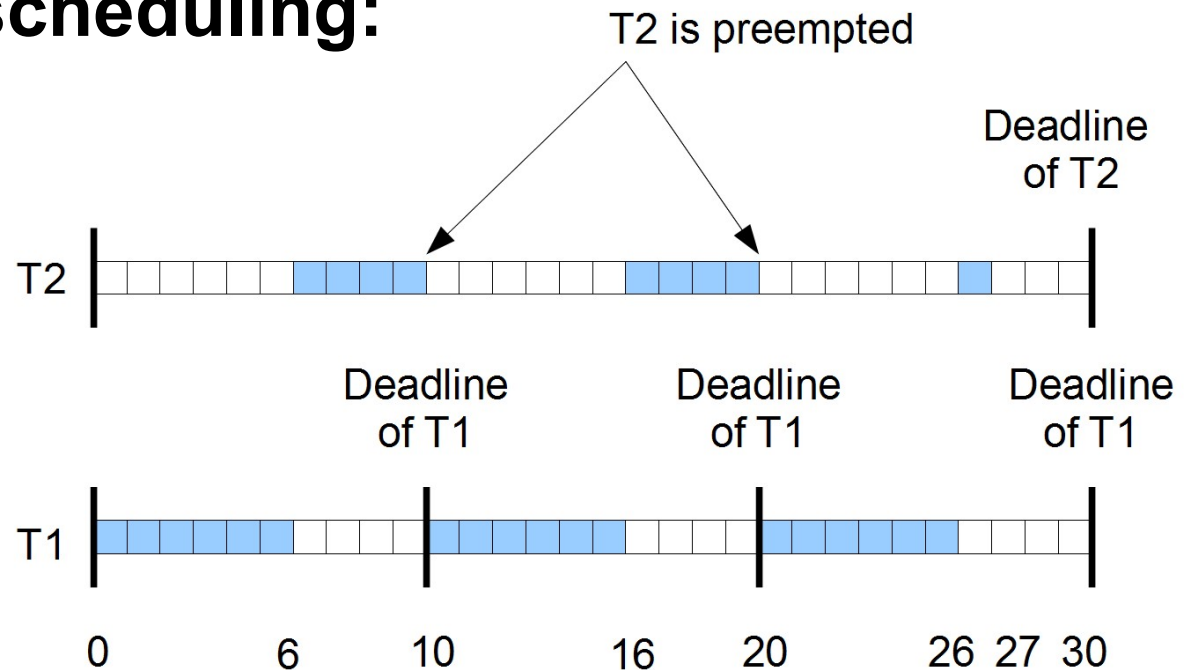 scheduling:
T2 is preempted
Deadline
of T2
T2
Deadline
of T1
Deadline
of T1
Deadline
of T1
T1
0 6 10 16 20 26 27 30